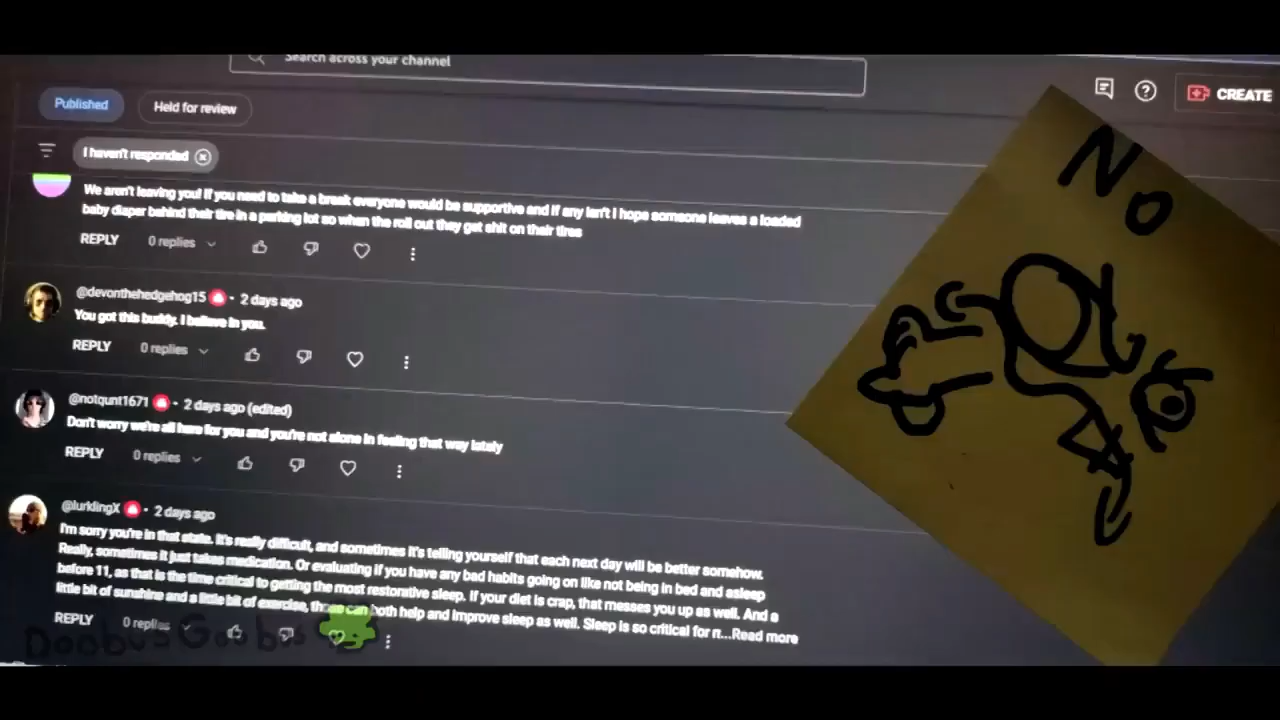 Search across your channel
CREATE
Published
Held for review
I haven't responded
We aren't leaving you! If you need to take a break everyone would be supportive and if any isn't I hope someone leaves a loaded
baby diaper behind their tire in a parking lot so when the roll out they get shit on their tires
REPLY 0 replies
@devonthehedgehog15 • 2 days ago
You got this buddy. I believe in you.
REPLY 0 replies
@notqunt1671 • 2 days ago (edited)
Don't worry we're all here for you and you're not alone in feeling that way lately
REPLY 0 replies
@lurklingX • 2 days ago
I'm sorry you're in that state. It's really difficult, and sometimes it's telling yourself that each next day will be better somehow.
Really, sometimes it just takes medication. Or evaluating if you have any bad habits going on like not being in bed and asleep
before 11, as that is the time critical to getting the most restorative sleep. If your diet is crap, that messes you up as well. And a
little bit of sunshine and a little bit of exercise, those can both help and improve sleep as well. Sleep is so critical for n...Read more
REPLY 0 replies
DoobusGoobus
No